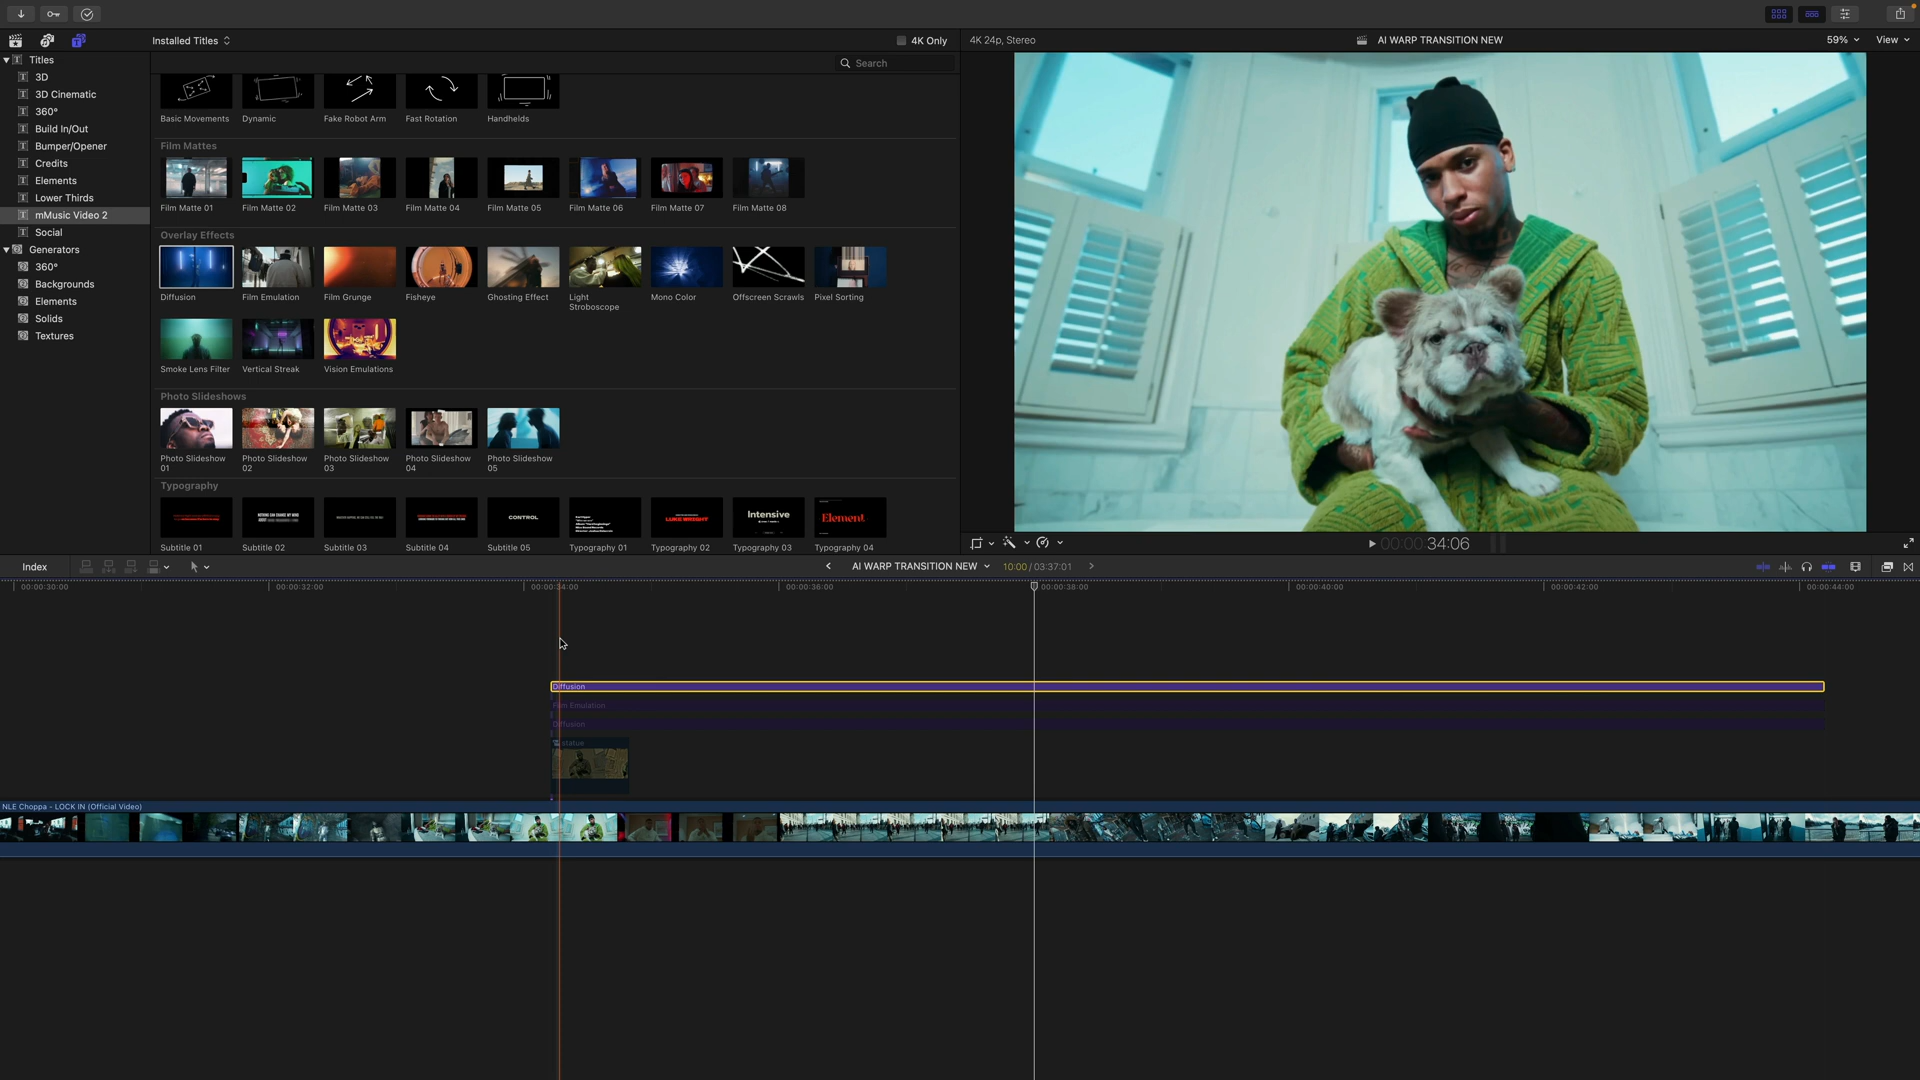 Installed Titles
4K Only
4K 24p, Stereo
AI WARP TRANSITION NEW
59%
View
Titles
3D
3D Cinematic
360°
Build In/Out
Bumper/Opener
Credits
Elements
Lower Thirds
mMusic Video 2
Social
Generators
360°
Backgrounds
Elements
Solids
Textures
Search
Basic Movements
Dynamic
Fake Robot Arm
Fast Rotation
Handhelds
Film Mattes
Film Matte 01
Film Matte 02
Film Matte 03
Film Matte 04
Film Matte 05
Film Matte 06
Film Matte 07
Film Matte 08
Overlay Effects
Diffusion
Film Emulation
Film Grunge
Fisheye
Ghosting Effect
Light
Stroboscope
Mono Color
Offscreen Scrawls
Pixel Sorting
Smoke Lens Filter
Vertical Streak
Vision Emulations
Photo Slideshows
Photo Slideshow
01
Photo Slideshow
02
Photo Slideshow
03
Photo Slideshow
04
Photo Slideshow
05
Typography
CONTROL
LUKE WRIGHT
Intensive
Element
Subtitle 01
Subtitle 02
Subtitle 03
Subtitle 04
Subtitle 05
Typography 01
Typography 02
Typography 03
Typography 04
00:00:34:06
Index
AI WARP TRANSITION NEW
10:00 / 03:37:01
00:00:30:00
00:00:32:00
00:00:34:00
00:00:36:00
00:00:38:00
00:00:40:00
00:00:42:00
00:00:44:00
Diffusion
Film Emulation
Diffusion
statue
NLE Choppa - LOCK IN (Official Video)